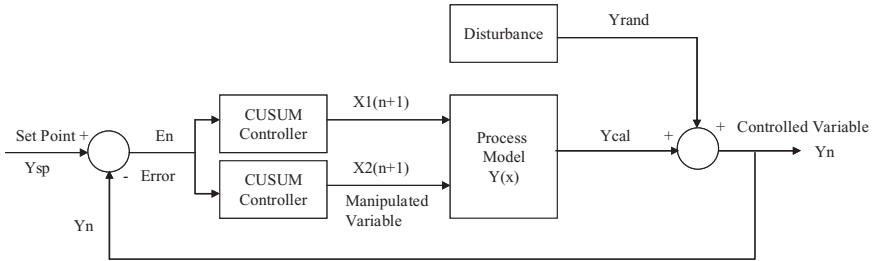 Disturbance
Yrand
Set Point +
Ysp
-
En
Error
CUSUM
Controller
X1(n+1)
CUSUM
Controller
X2(n+1)
Manipulated
Variable
Process
Model
Y(x)
Ycal
+
+
Controlled Variable
Yn
Yn